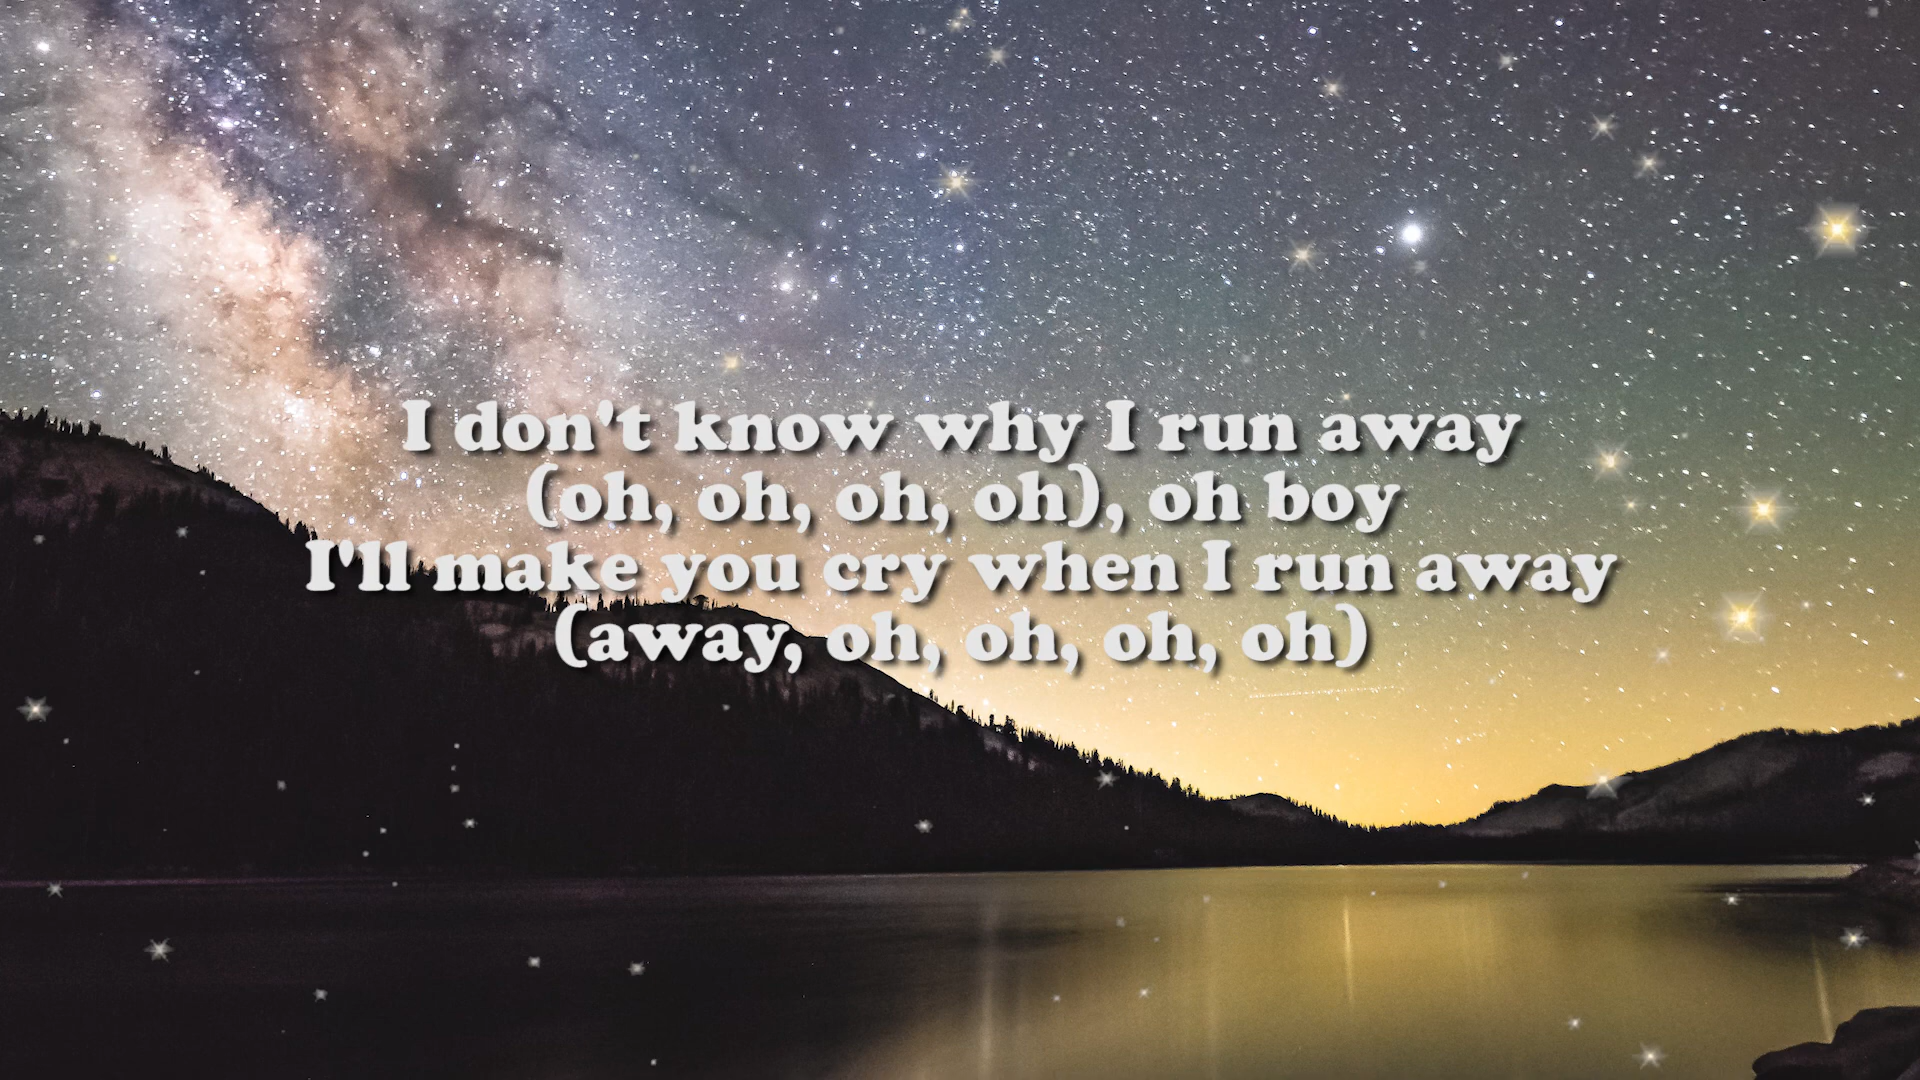 I don't know why I run away
(oh, oh, oh, oh), oh boy
I'll make you cry when I run away
(away, oh, oh, oh, oh)